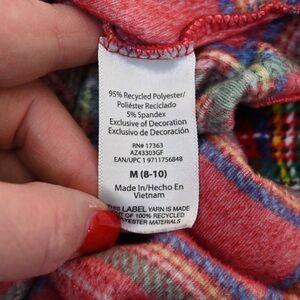 95% Recycled Polyester/
Poliéster Reciclado
5% Spandex
Exclusive of Decoration
Exclusivo de Decoración
RN# 17363
AZ43303GF
EAN/UPC 1 9711756848
M (8-10)
Made In/Hecho En
Vietnam
This LABEL YARN IS MADE
OUT OF 100% RECYCLED
POLYESTER MATERIALS